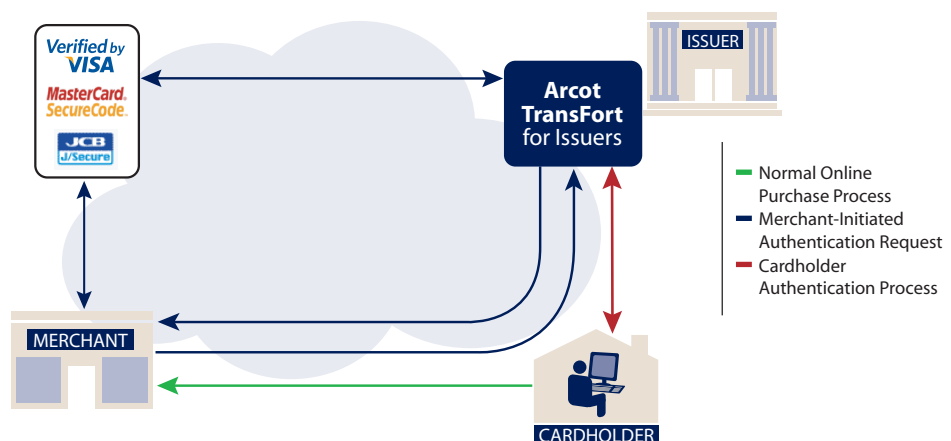 Verified by
VISA
MasterCard.
SecureCode.
JCB
J/Secure
Arcot
TransFort
for Issuers
ISSUER
Normal Online
Purchase Process
Merchant-Initiated
Authentication Request
Cardholder
Authentication Process
MERCHANT
CARDHOLDER